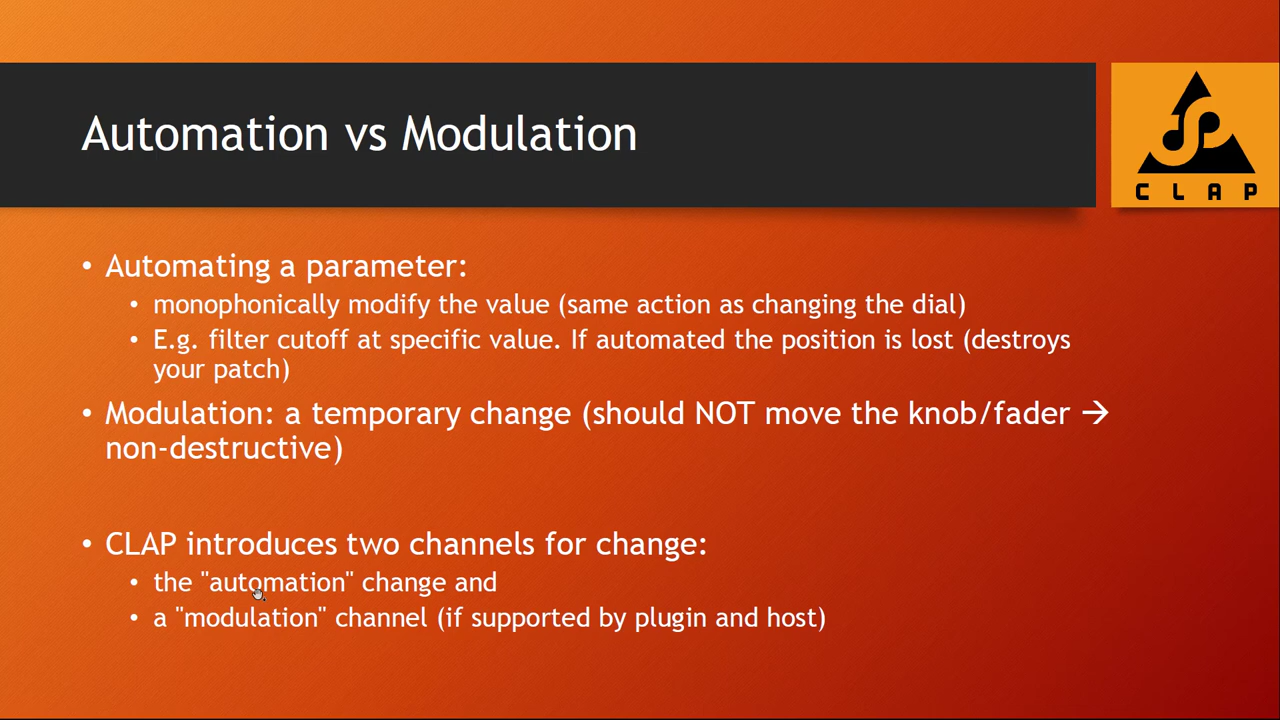 Automation vs Modulation
C L A P
• Automating a parameter:
• monophonically modify the value (same action as changing the dial)
• E.g. filter cutoff at specific value. If automated the position is lost (destroys
your patch)
• Modulation: a temporary change (should NOT move the knob/fader →
non-destructive)
• CLAP introduces two channels for change:
• the "automation" change and
• a "modulation" channel (if supported by plugin and host)